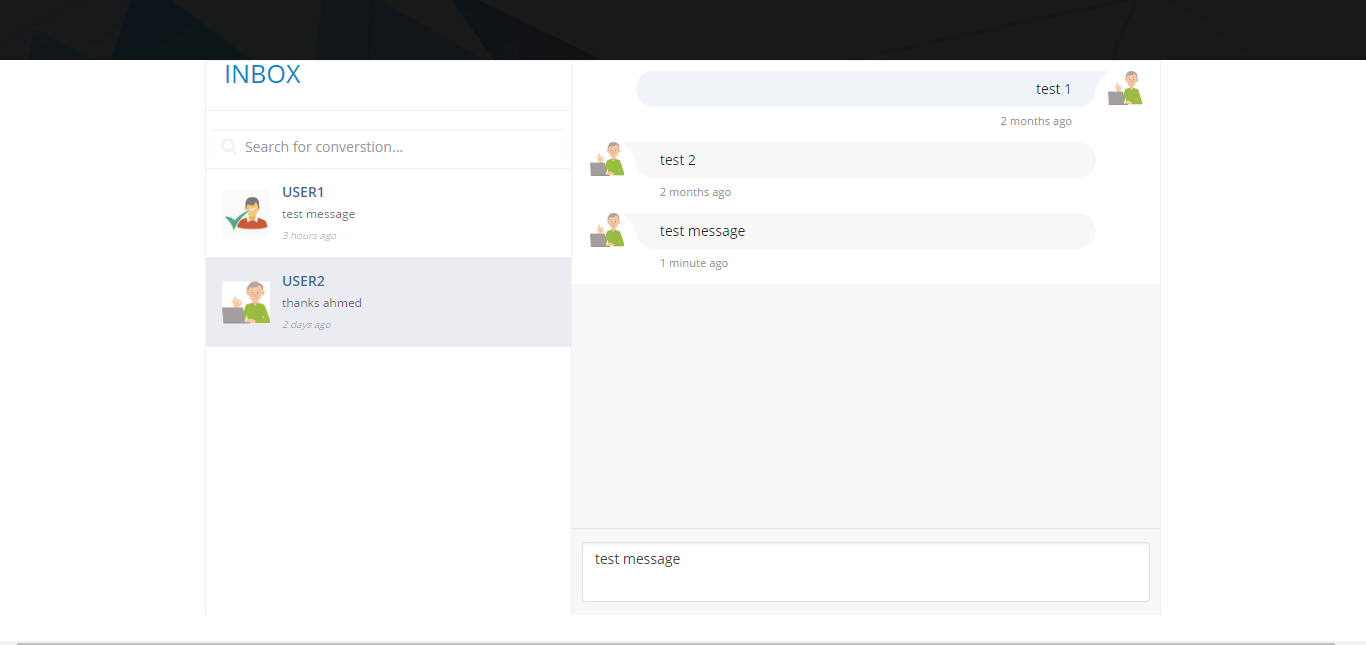 INBOX
Search for converstion...
USER1
test message
3 hours ago
USER2
thanks ahmed
2 days ago
test 1
2 months ago
test 2
2 months ago
test message
1 minute ago
test message